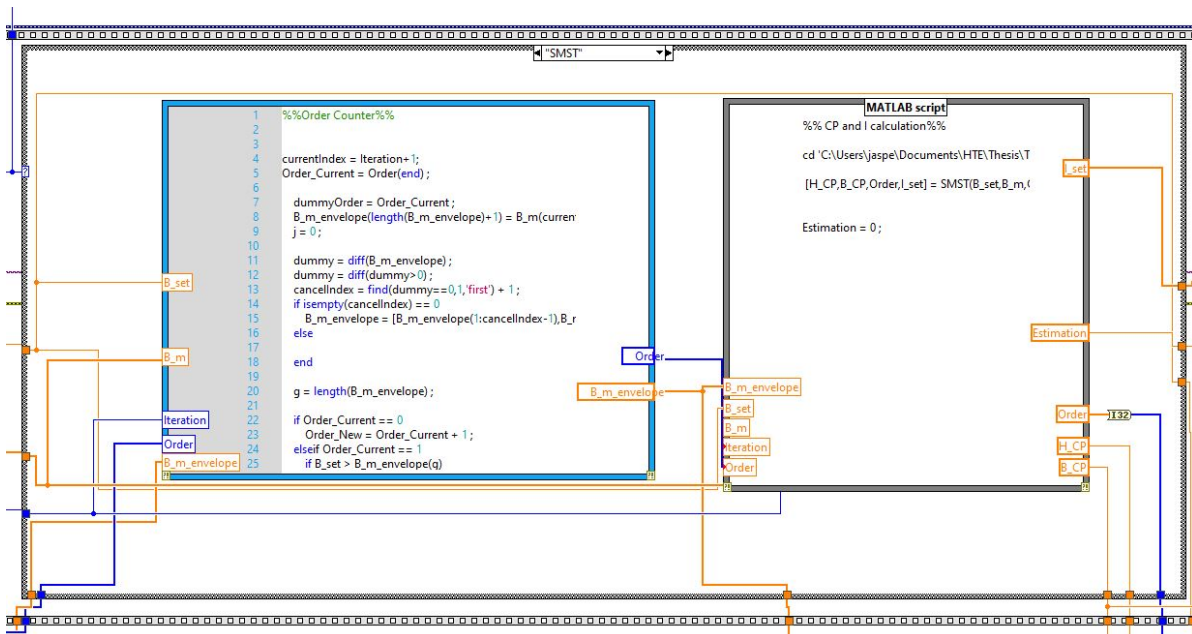 "SMST"
1 %%Order Counter%%
2
3
4 currentIndex = Iteration+1;
5 Order_Current = Order(end) ;
6
7 dummyOrder = Order_Current ;
8 B_m_envelope(length(B_m_envelope)+1) = B_m(current
9 j = 0 ;
10
11 dummy = diff(B_m_envelope) ;
12 dummy = diff(dummy>0) ;
13 cancelIndex = find(dummy==0,1,'first') + 1 ;
14 if isempty(cancelIndex) == 0
15 B_m_envelope = [B_m_envelope(1:cancelIndex-1),B_r
16 else
17
18 end
19
20 g = length(B_m_envelope) ;
21
22 if Order_Current == 0
23 Order_New = Order_Current + 1 ;
24 elseif Order_Current == 1
25 if B_set > B_m_envelope(g)
B_set
B_m
Iteration
Order
B_m_envelope
Order
B_m_envelope
MATLAB script
%% CP and I calculation%%
cd 'C:\Users\jaspe\Documents\HTE\Thesis\T
[H_CP,B_CP,Order,I_set] = SMST(B_set,B_m,(
Estimation = 0 ;
B_m_envelope
B_set
B_m
Iteration
Order
I_set
Estimation
Order
I32
H_CP
B_CP